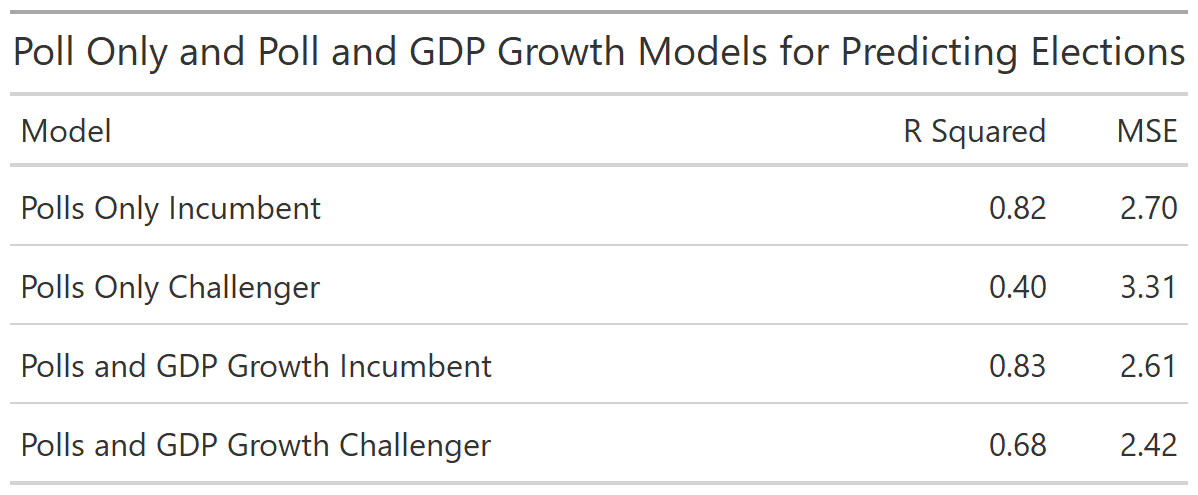 Poll Only and Poll and GDP Growth Models for Predicting Elections
Model R Squared MSE
Polls Only Incumbent 0.82 2.70
Polls Only Challenger 0.40 3.31
Polls and GDP Growth Incumbent 0.83 2.61
Polls and GDP Growth Challenger 0.68 2.42